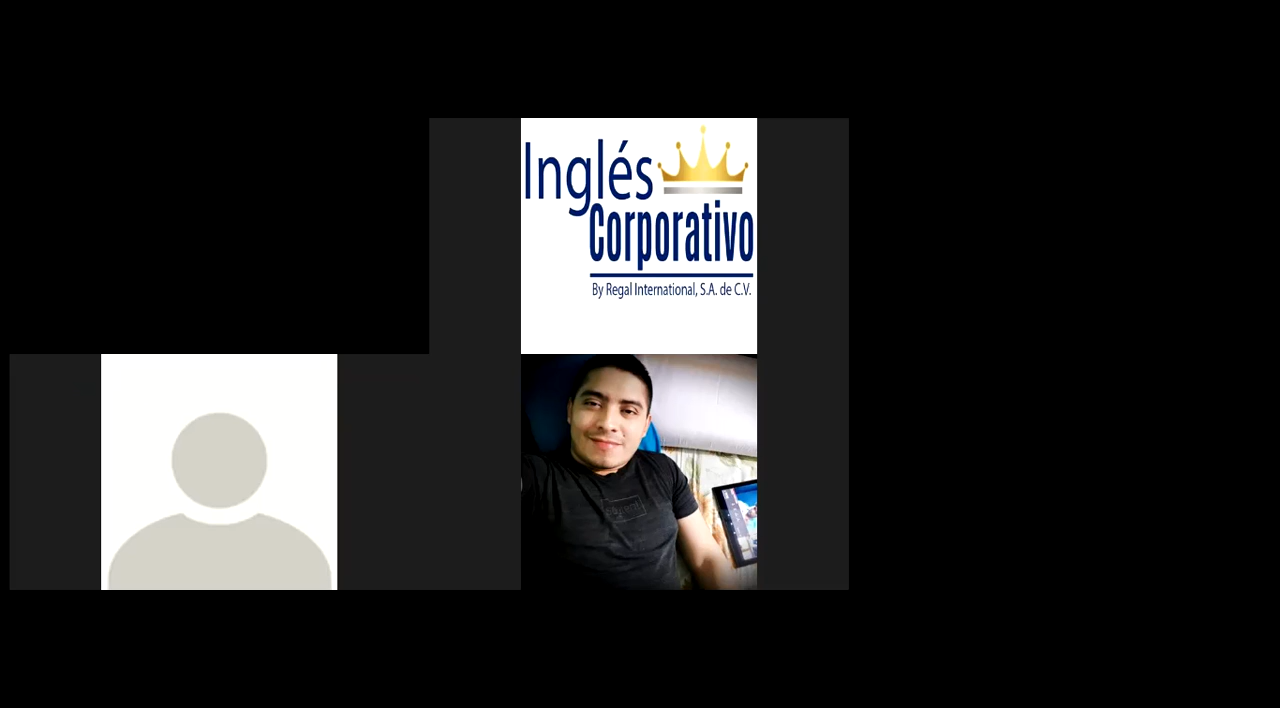 Inglés
Corporativo
By Regal International, S.A. de C.V.